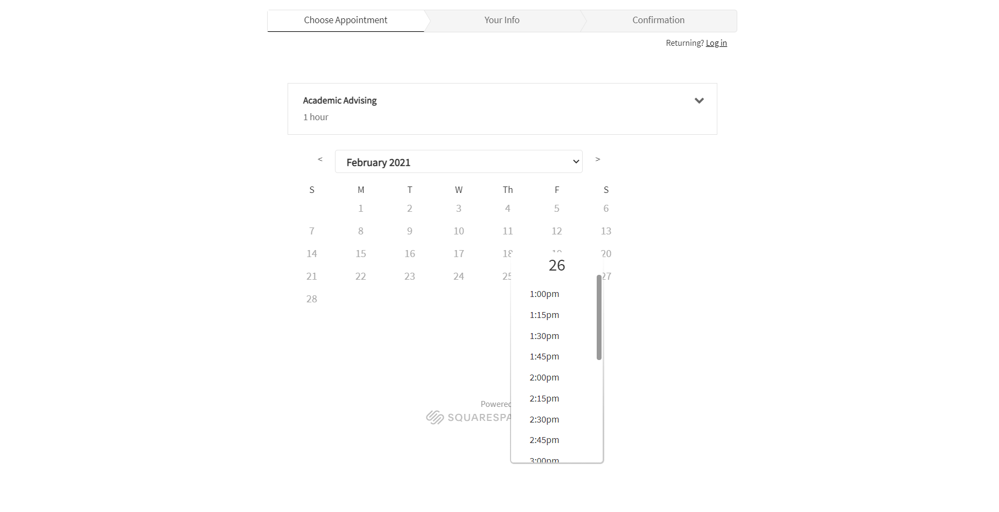 Choose Appointment Your Info Confirmation
Returning? Log in
Academic Advising
1 hour
<
February 2021
>
S M T W Th F S
1 2 3 4 5 6
7 8 9 10 11 12 13
14 15 16 17 18 20
26
21 22 23 24 25 27
1:00pm
28
1:15pm
1:30pm
1:45pm
2:00pm
2:15pm
Powered
SQUARESPA
2:30pm
2:45pm
3:00pm